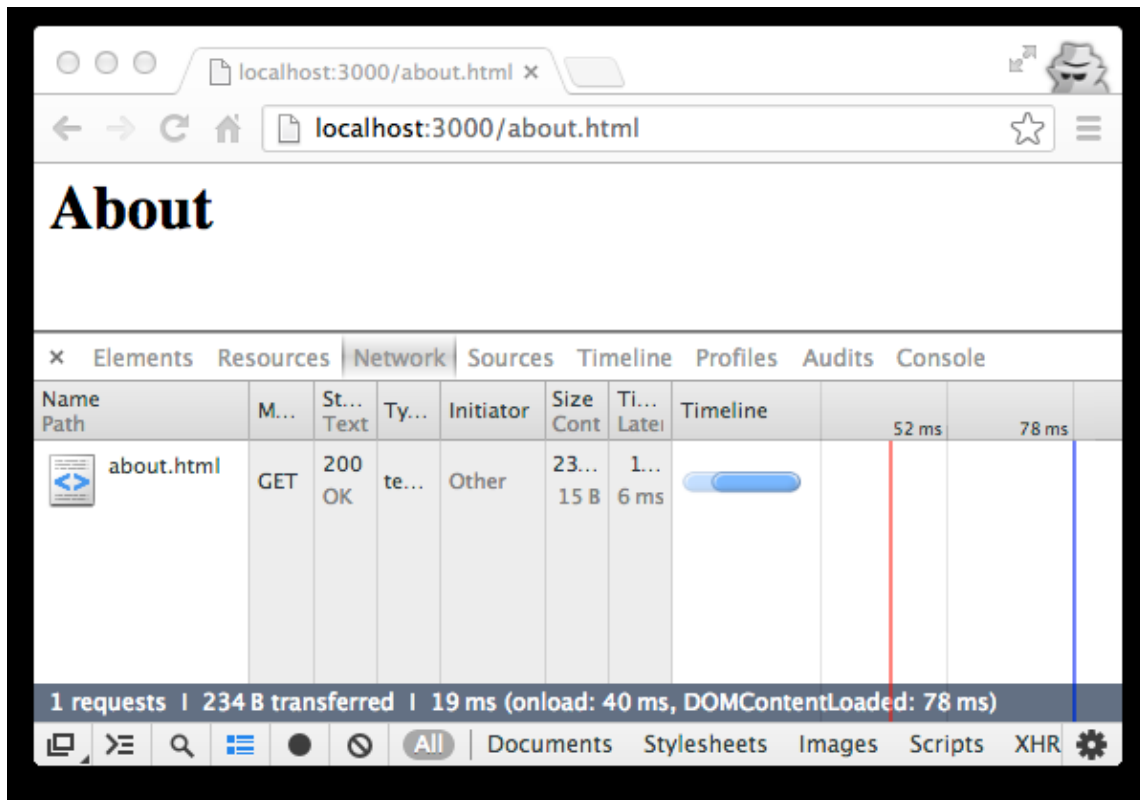 localhost:3000/about.html ×
localhost:3000/about.html
About
× Elements Resources Network Sources Timeline Profiles Audits Console
Name Path M... St... Text Ty... Initiator Size Cont Ti... Later Timeline 52 ms 78 ms
about.html GET 200 OK te... Other 23... 15 B 1... 6 ms
1 requests | 234 B transferred | 19 ms (onload: 40 ms, DOMContentLoaded: 78 ms)
All | Documents Stylesheets Images Scripts XHR